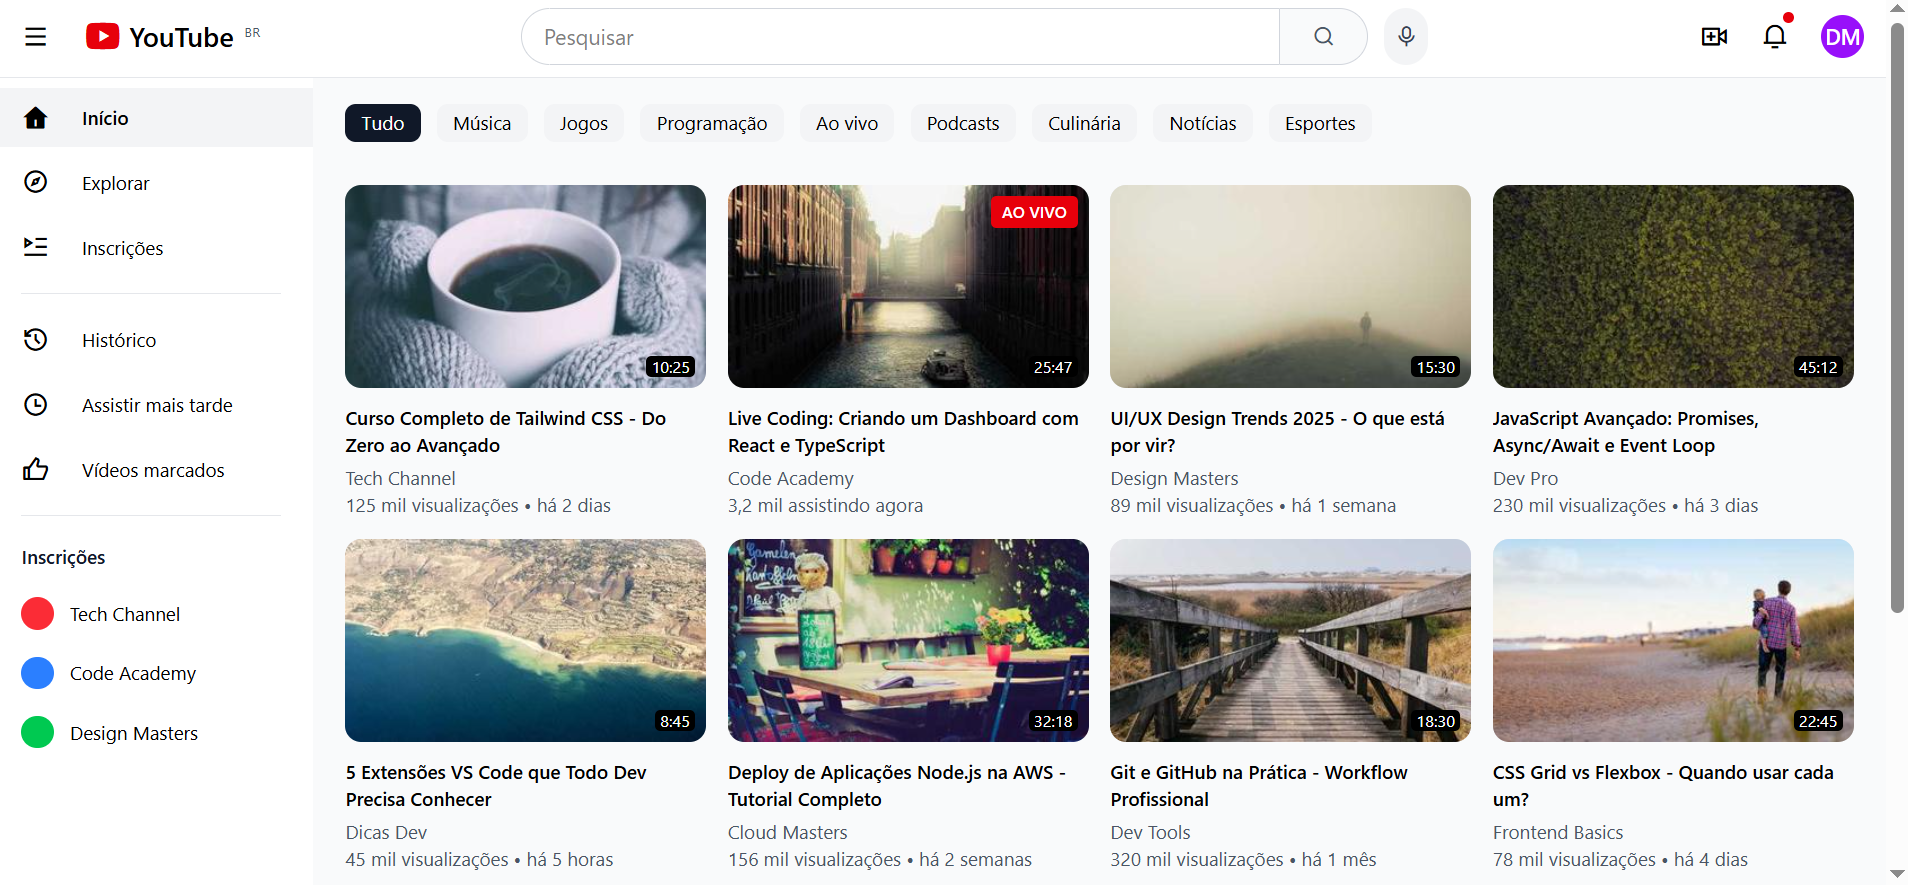 YouTube BR
Pesquisar
DM
Início
Explorar
Inscrições
Histórico
Assistir mais tarde
Vídeos marcados
Inscrições
Tech Channel
Code Academy
Design Masters
Tudo Música Jogos Programação Ao vivo Podcasts Culinária Notícias Esportes
10:25
Curso Completo de Tailwind CSS - Do
Zero ao Avançado
Tech Channel
125 mil visualizações • há 2 dias
AO VIVO
25:47
Live Coding: Criando um Dashboard com
React e TypeScript
Code Academy
3,2 mil assistindo agora
15:30
UI/UX Design Trends 2025 - O que está
por vir?
Design Masters
89 mil visualizações • há 1 semana
45:12
JavaScript Avançado: Promises,
Async/Await e Event Loop
Dev Pro
230 mil visualizações • há 3 dias
8:45
5 Extensões VS Code que Todo Dev
Precisa Conhecer
Dicas Dev
45 mil visualizações • há 5 horas
Gamelen
Kartoffeln
32:18
Deploy de Aplicações Node.js na AWS -
Tutorial Completo
Cloud Masters
156 mil visualizações • há 2 semanas
18:30
Git e GitHub na Prática - Workflow
Profissional
Dev Tools
320 mil visualizações • há 1 mês
22:45
CSS Grid vs Flexbox - Quando usar cada
um?
Frontend Basics
78 mil visualizações • há 4 dias